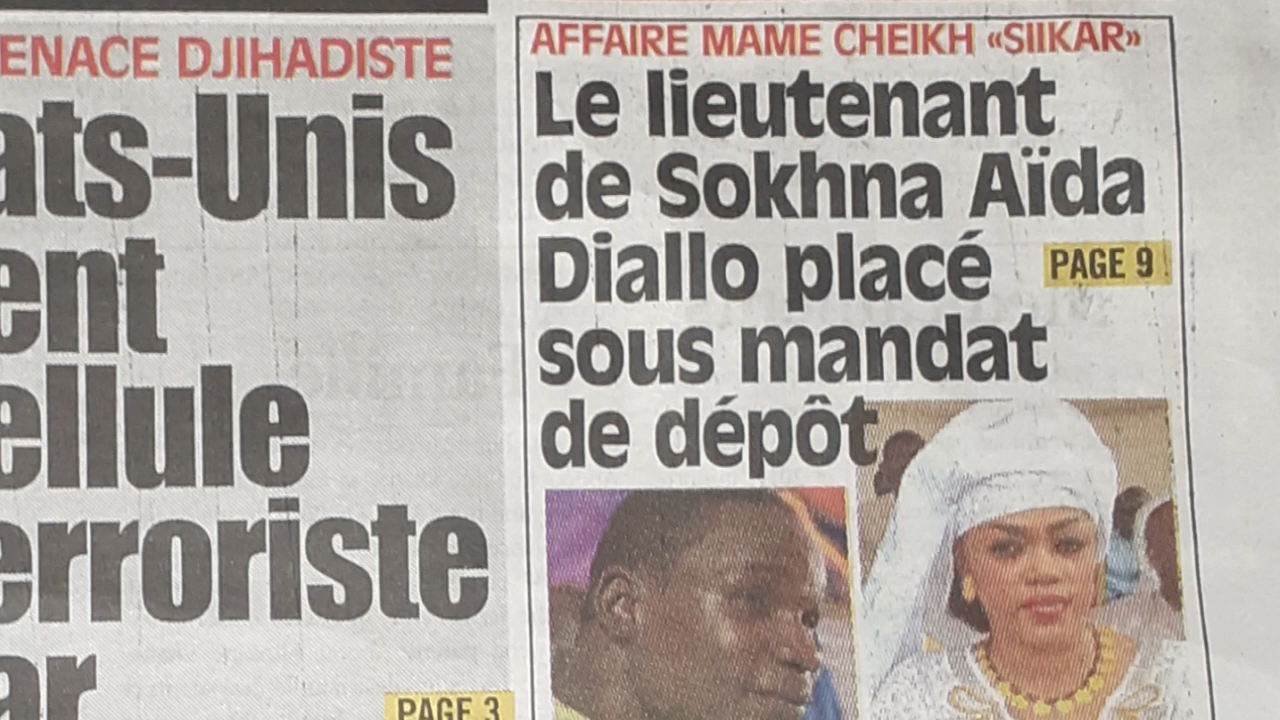 ENACE DJIHADISTE
ats-Unis
ent
ellule
erroriste
ar
PAGE 3
AFFAIRE MAME CHEIKH «SIIKAR»
Le lieutenant
de Sokhna Aïda
Diallo placé
PAGE 9
sous mandat
de dépôt